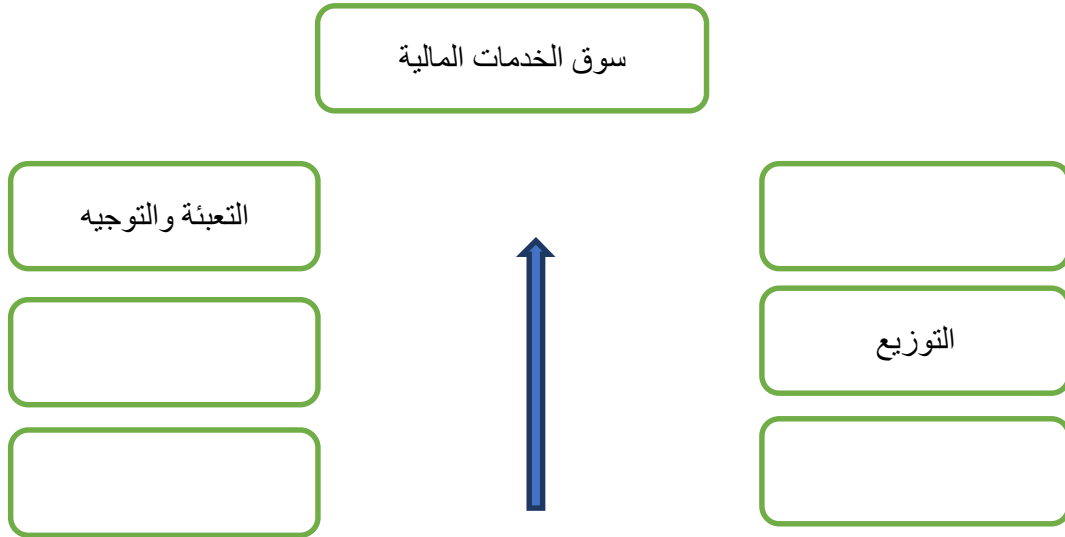 سوق الخدمات المالية
التعبئة والتوجيه
التوزيع